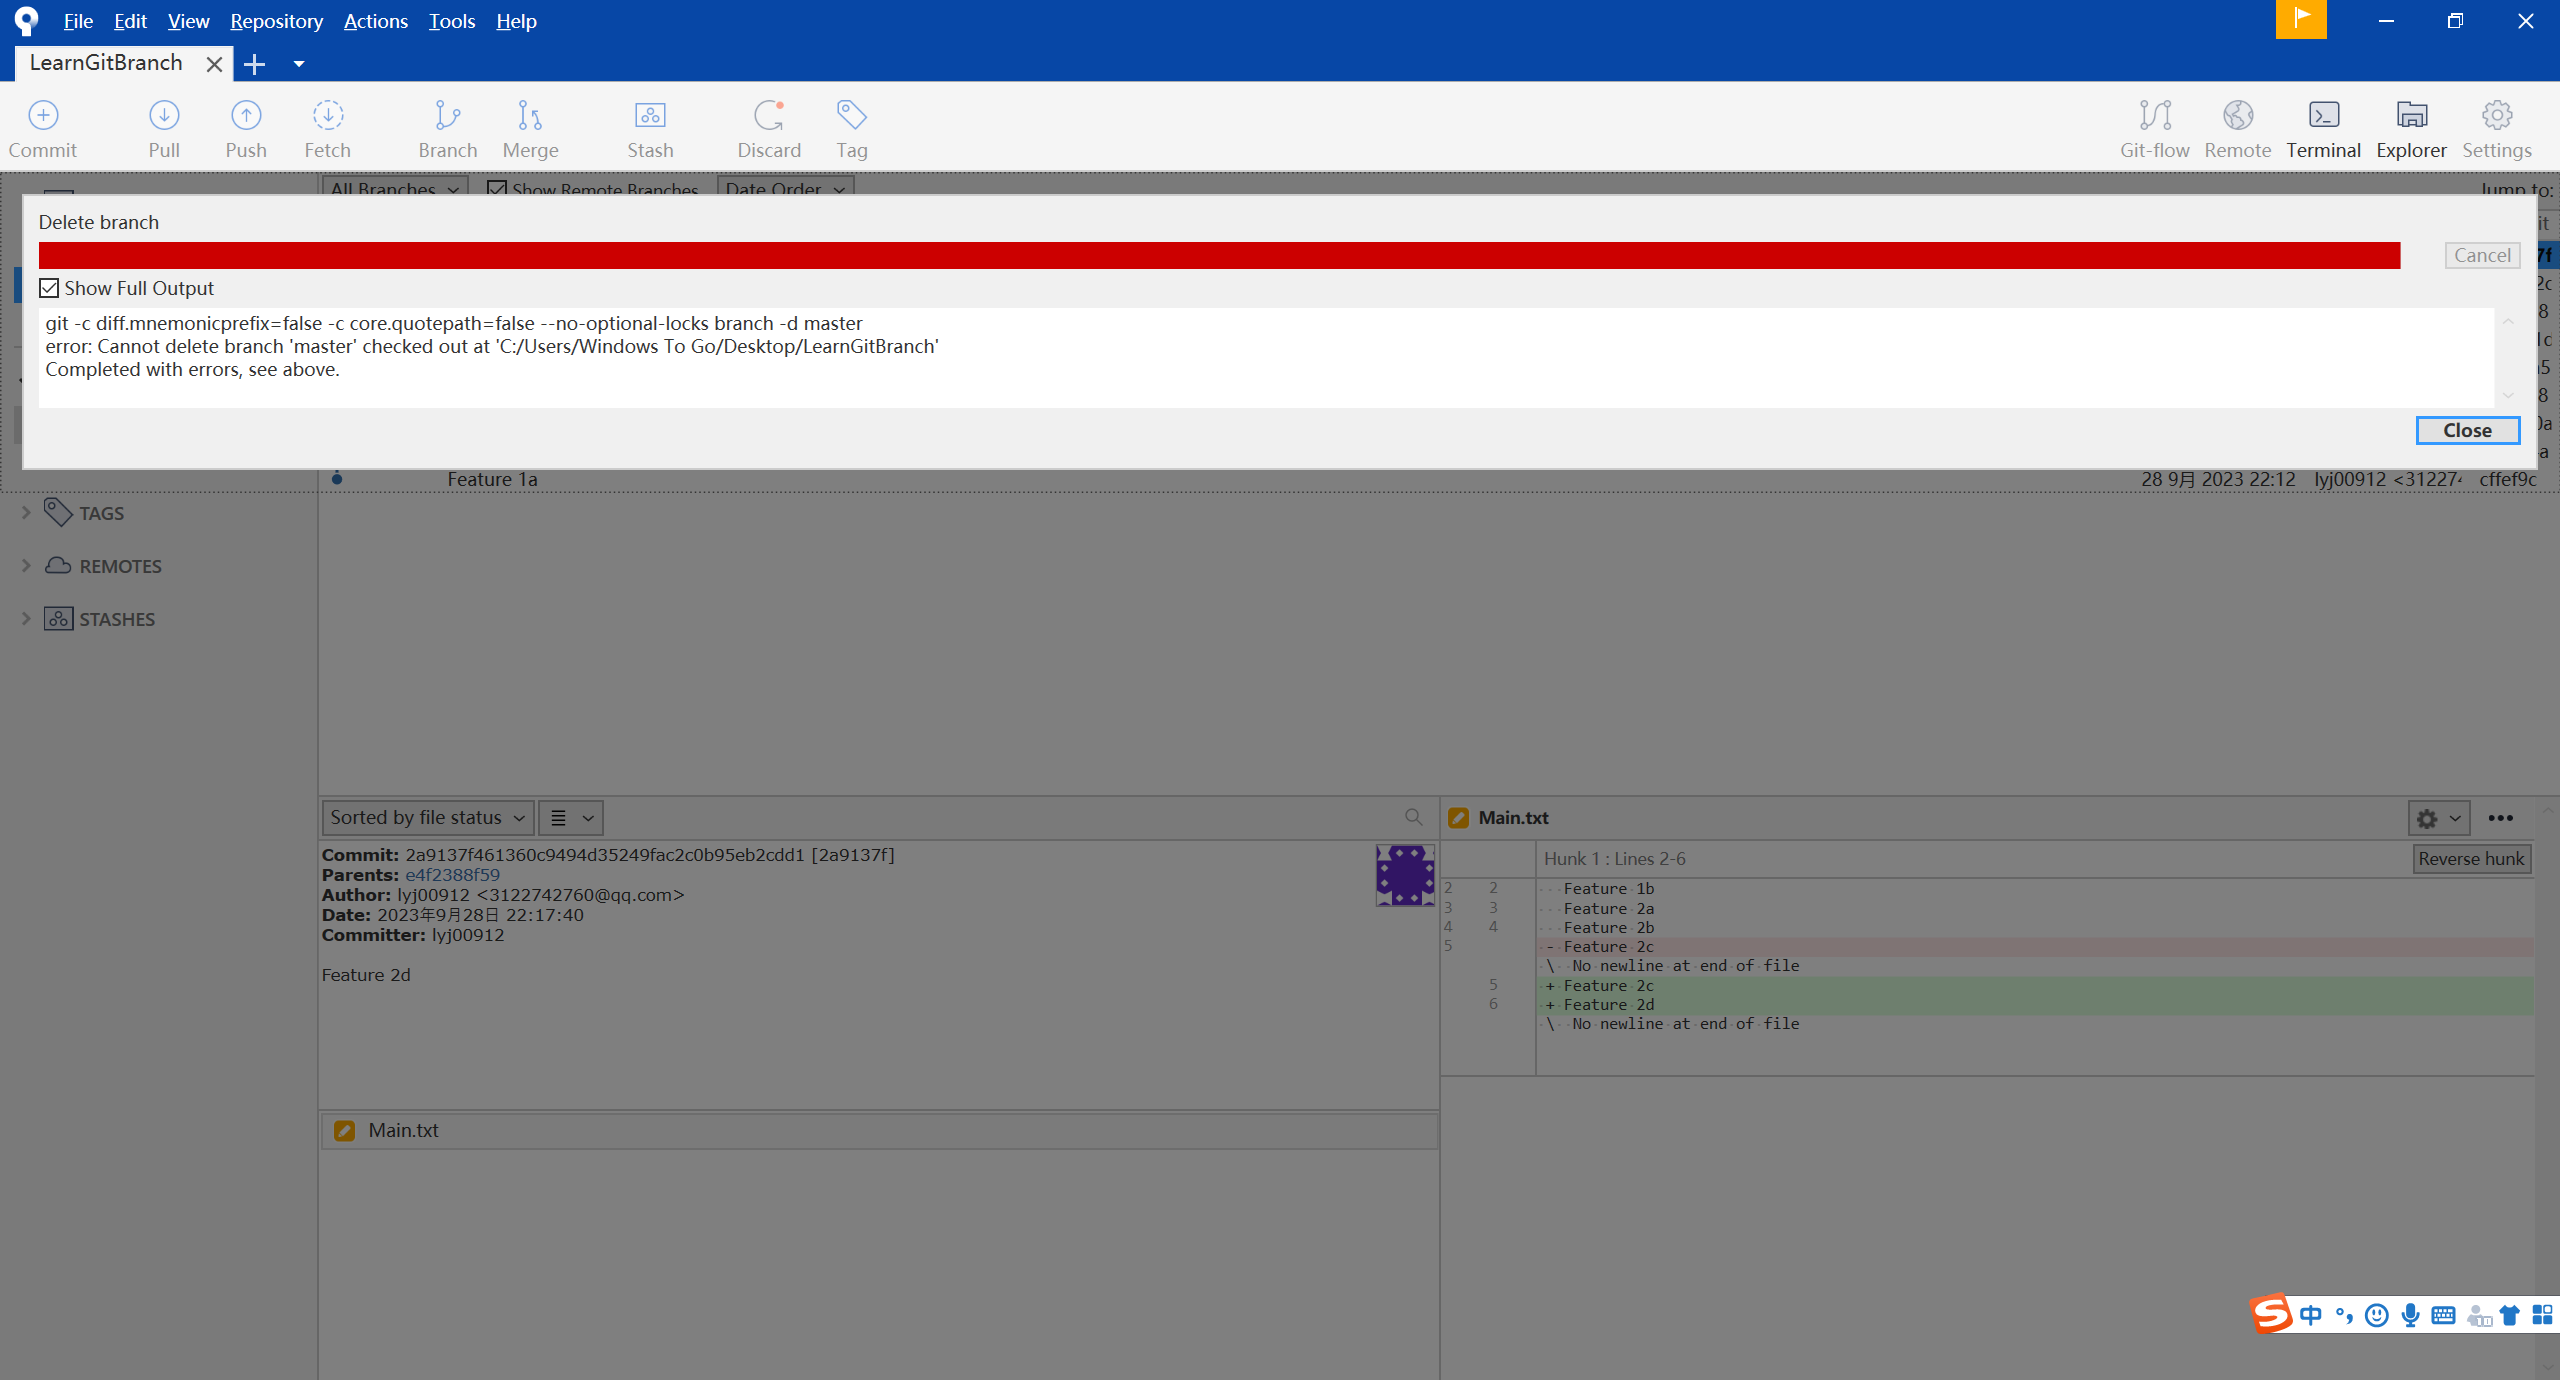 File Edit View Repository Actions Tools Help
LearnGitBranch
Commit Pull Push Fetch Branch Merge Stash Discard Tag Git-flow Remote Terminal Explorer Settings
All Branches Show Remote Branches Date Order Jump to:
Delete branch
Cancel
Show Full Output
git -c diff.mnemonicprefix=false -c core.quotepath=false --no-optional-locks branch -d master
error: Cannot delete branch 'master' checked out at 'C:/Users/Windows To Go/Desktop/LearnGitBranch'
Completed with errors, see above.
Close
Feature 1a 28 9月 2023 22:12 lyj00912 <31227 cffef9c
TAGS
REMOTES
STASHES
Sorted by file status
Commit: 2a9137f461360c9494d35249fac2c0b95eb2cdd1 [2a9137f]
Parents: e4f2388f59
Author: lyj00912 <3122742760@qq.com>
Date: 2023年9月28日 22:17:40
Committer: lyj00912
Feature 2d
Main.txt
Main.txt
Hunk 1 : Lines 2-6 Reverse hunk
2 2 Feature 1b
3 3 Feature 2a
4 4 Feature 2b
5 - Feature 2c
\ No newline at end of file
5 + Feature 2c
6 + Feature 2d
\ No newline at end of file
中